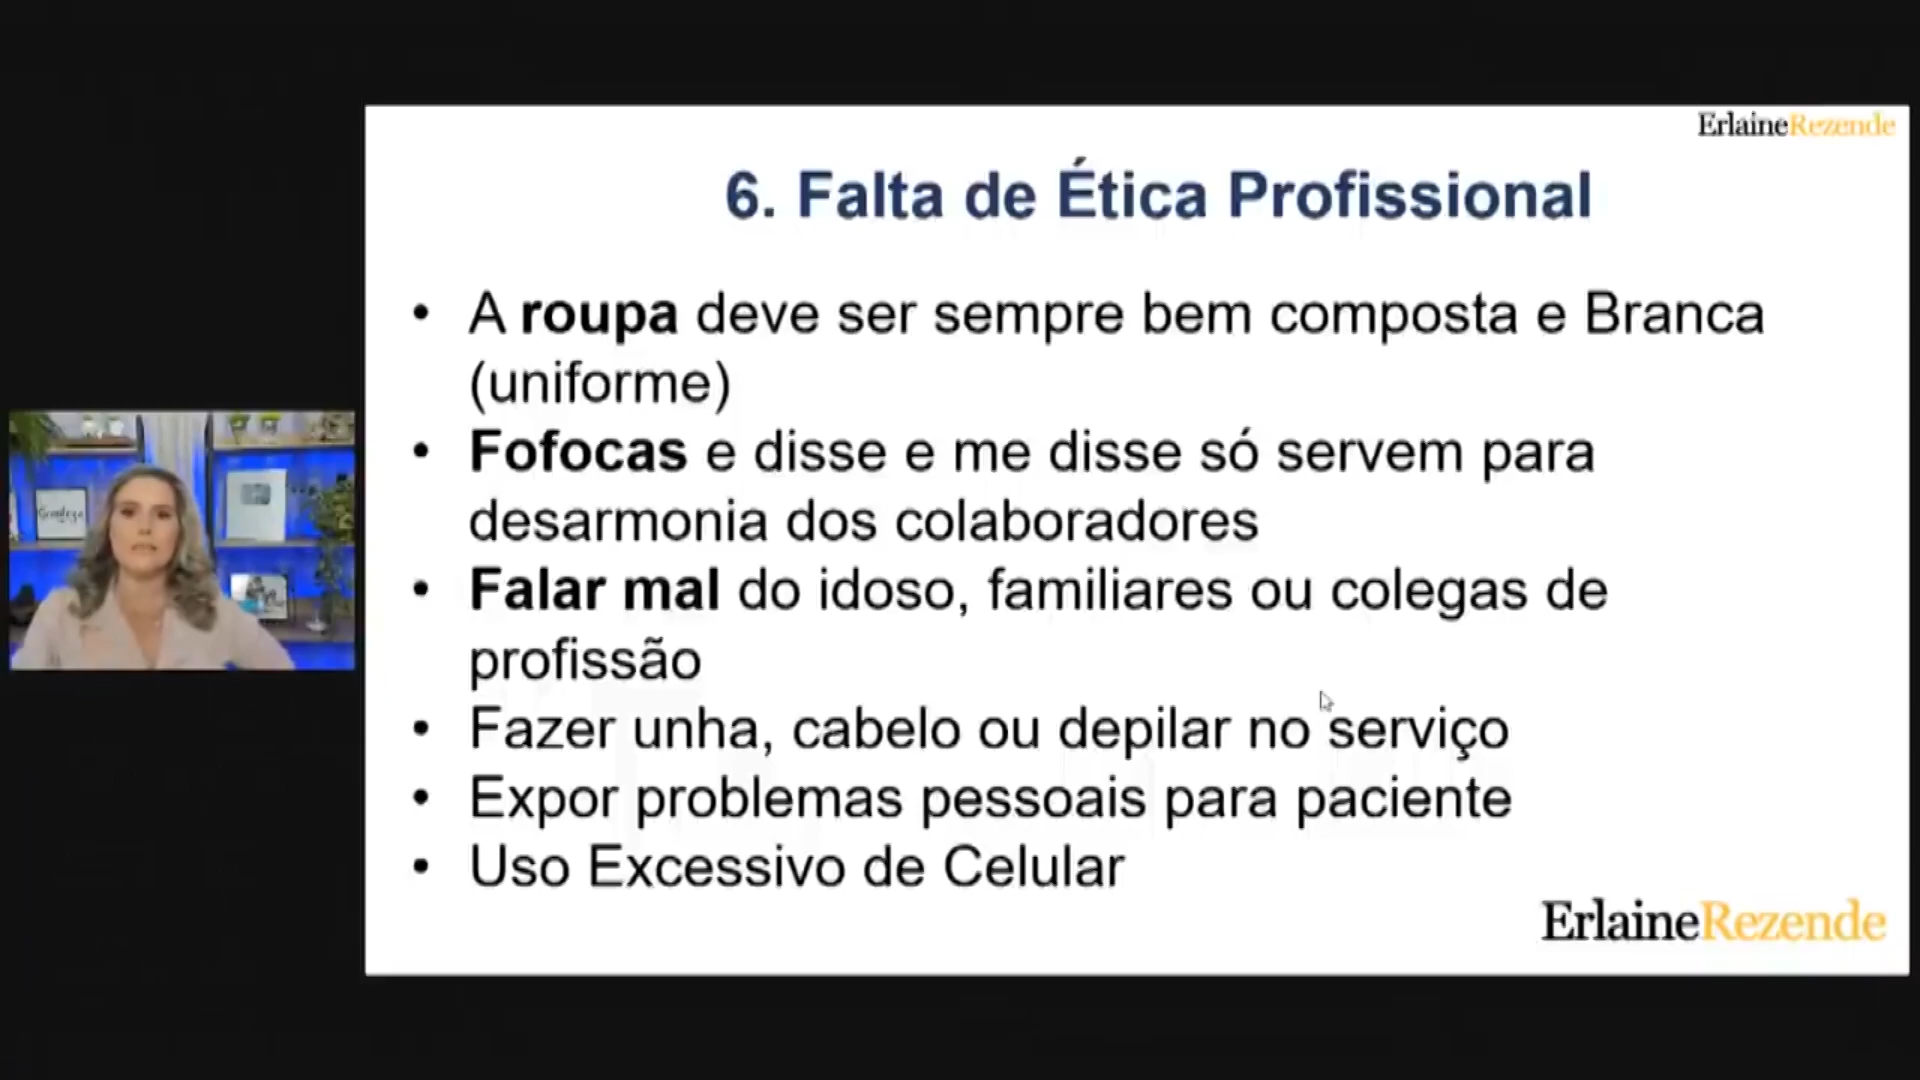 ErlaineRezende
6. Falta de Ética Profissional
• A roupa deve ser sempre bem composta e Branca
(uniforme)
• Fofocas e disse e me disse só servem para
desarmonia dos colaboradores
• Falar mal do idoso, familiares ou colegas de
profissão
• Fazer unha, cabelo ou depilar no serviço
• Expor problemas pessoais para paciente
• Uso Excessivo de Celular
ErlaineRezende